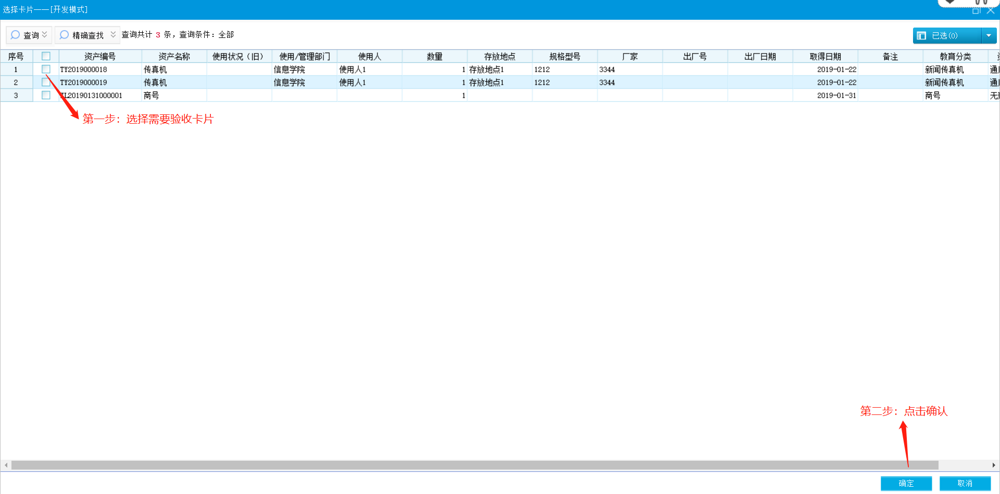 选择卡片——[开发模式]
查询 精确查找 查询共计 3 条，查询条件：全部 已选(0)
序号 资产编号 资产名称 使用状况（旧） 使用/管理部门 使用人 数量 存放地点 规格型号 厂家 出厂号 出厂日期 取得日期 备注 教育分类
1 TY2019000018 传真机 信息学院 使用人1 1 存放地点1 1212 3344 2019-01-22 新闻传真机
2 TY2019000019 传真机 信息学院 使用人1 1 存放地点1 1212 3344 2019-01-22 新闻传真机
3 L20190131000001 商号 1 2019-01-31 商号
第一步：选择需要验收卡片
第二步：点击确认
确定 取消